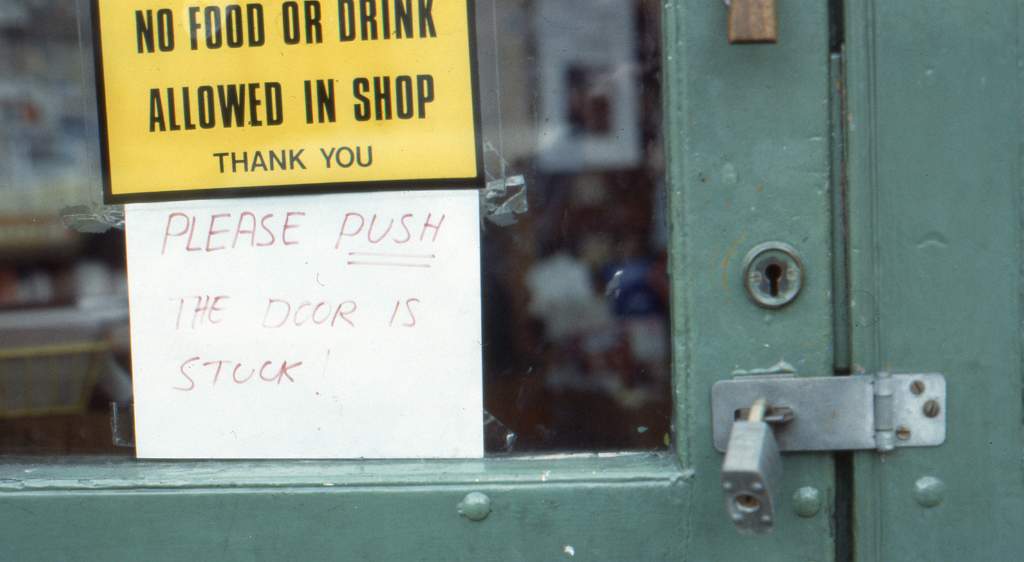 NO FOOD OR DRINK
ALLOWED IN SHOP
THANK YOU
PLEASE PUSH
THE DOOR IS
STUCK!